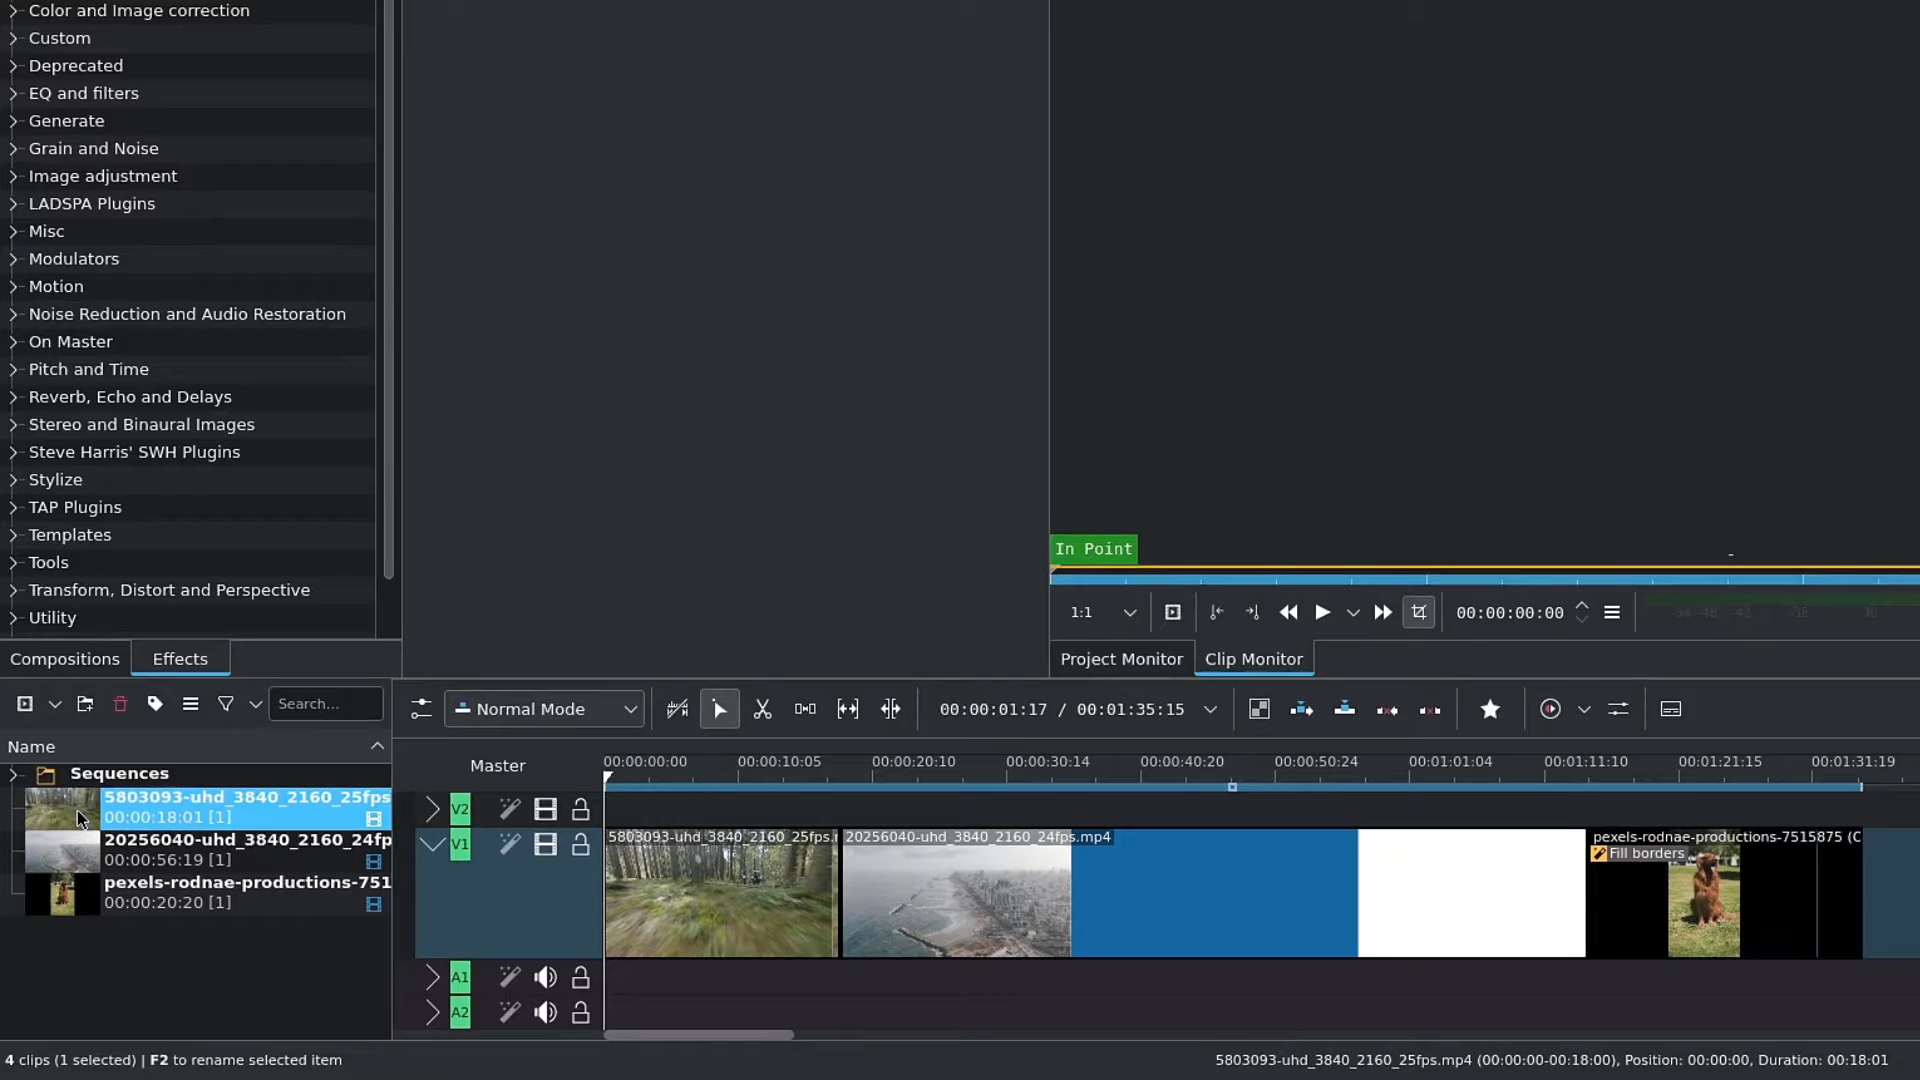 Color and Image correction
Custom
Deprecated
EQ and filters
Generate
Grain and Noise
Image adjustment
LADSPA Plugins
Misc
Modulators
Motion
Noise Reduction and Audio Restoration
On Master
Pitch and Time
Reverb, Echo and Delays
Stereo and Binaural Images
Steve Harris' SWH Plugins
Stylize
TAP Plugins
Templates
Tools
Transform, Distort and Perspective
Utility
Compositions Effects
In Point
1:1 00:00:00:00
Project Monitor Clip Monitor
Search...
Normal Mode 00:00:01:17 / 00:01:35:15
Name
Sequences
5803093-uhd_3840_2160_25fps
00:00:18:01 [1]
20256040-uhd_3840_2160_24fp
00:00:56:19 [1]
pexels-rodnae-productions-751
00:00:20:20 [1]
Master
00:00:00:00 00:00:10:05 00:00:20:10 00:00:30:14 00:00:40:20 00:00:50:24 00:01:01:04 00:01:11:10 00:01:21:15 00:01:31:19
V2
V1
5803093-uhd_3840_2160_25fps.r 20256040-uhd_3840_2160_24fps.mp4 pexels-rodnae-productions-7515875 (C
Fill borders
A1
A2
4 clips (1 selected) | F2 to rename selected item
5803093-uhd_3840_2160_25fps.mp4 (00:00:00-00:18:00), Position: 00:00:00, Duration: 00:18:01